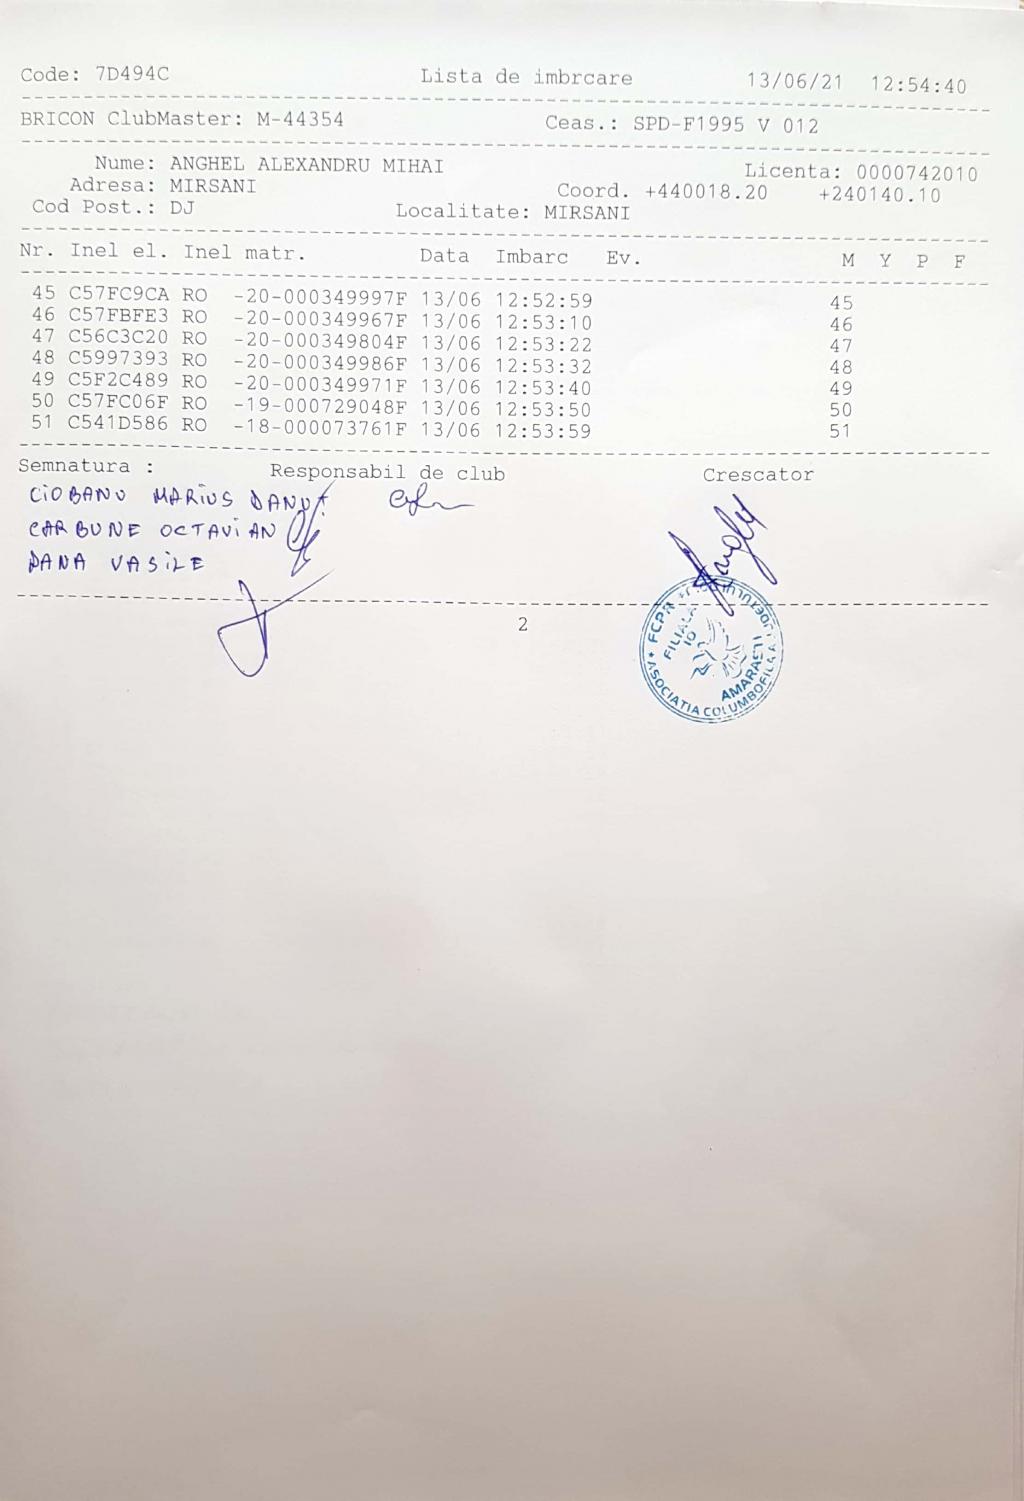 Code: 7D494C Lista de imbrcare 13/06/21 12:54:40
BRICON ClubMaster: M-44354 Ceas.: SPD-F1995 V 012
Nume: ANGHEL ALEXANDRU MIHAI Licenta: 0000742010
Adresa: MIRSANI Coord. +440018.20 +240140.10
Cod Post.: DJ Localitate: MIRSANI
Nr. Inel el. Inel matr. Data Imbarc Ev. M Y P F
45 C57FC9CA RO -20-000349997F 13/06 12:52:59 45
46 C57FBFE3 RO -20-000349967F 13/06 12:53:10 46
47 C56C3C20 RO -20-000349804F 13/06 12:53:22 47
48 C5997393 RO -20-000349986F 13/06 12:53:32 48
49 C5F2C489 RO -20-000349971F 13/06 12:53:40 49
50 C57FC06F RO -19-000729048F 13/06 12:53:50 50
51 C541D586 RO -18-000073761F 13/06 12:53:59 51
Semnatura : Responsabil de club Crescator
CIOBANU MARIUS DANUT
CARBUNE OCTAVIAN
DANA VASILE
2
FCPR
FILIALA
10
AMARASTI
ASOCIATIA COLUMBOFILA